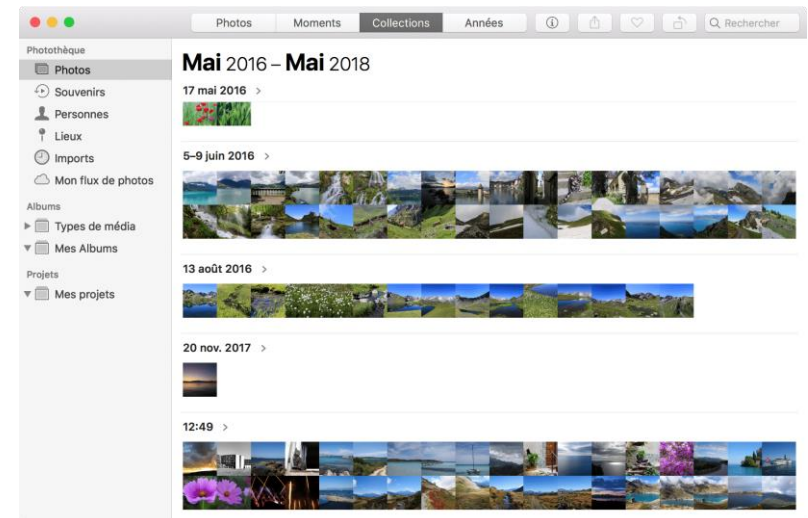 Photos Moments Collections Années Rechercher
Photothèque
Photos
Souvenirs
Personnes
Lieux
Imports
Mon flux de photos
Albums
Types de média
Mes Albums
Projets
Mes projets
Mai 2016 – Mai 2018
17 mai 2016 >
5–9 juin 2016 >
13 août 2016 >
20 nov. 2017 >
12:49 >